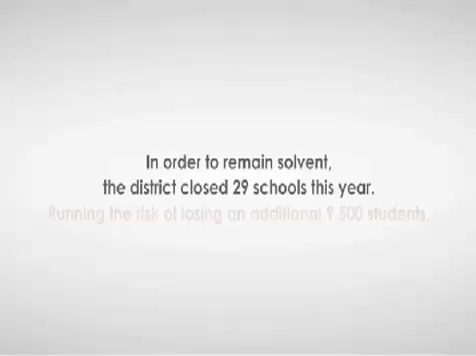 In order to remain solvent,
the district closed 29 schools this year.
Running the risk of losing an additional 9,500 students.